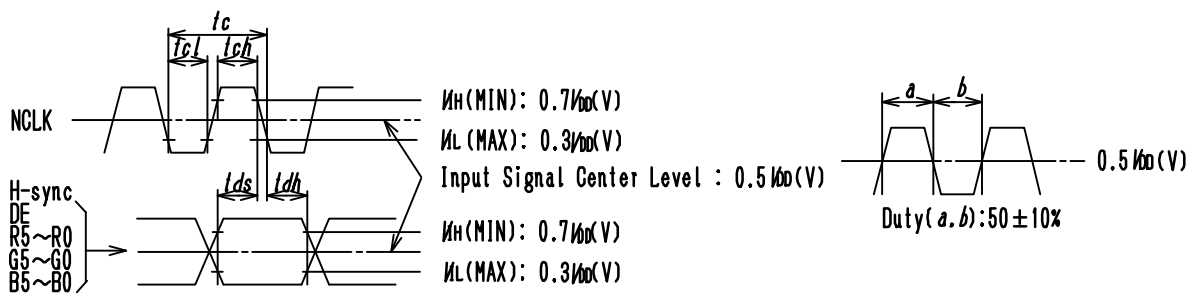 tc
tcl
tch
NCLK
VIH(MIN): 0.7VDD(V)
VIL(MAX): 0.3VDD(V)
Input Signal Center Level : 0.5VDD(V)
tds
tdh
H-sync
DE
R5~R0
G5~G0
B5~B0
VIH(MIN): 0.7VDD(V)
VIL(MAX): 0.3VDD(V)
a
b
0.5VDD(V)
Duty(a.b):50±10%